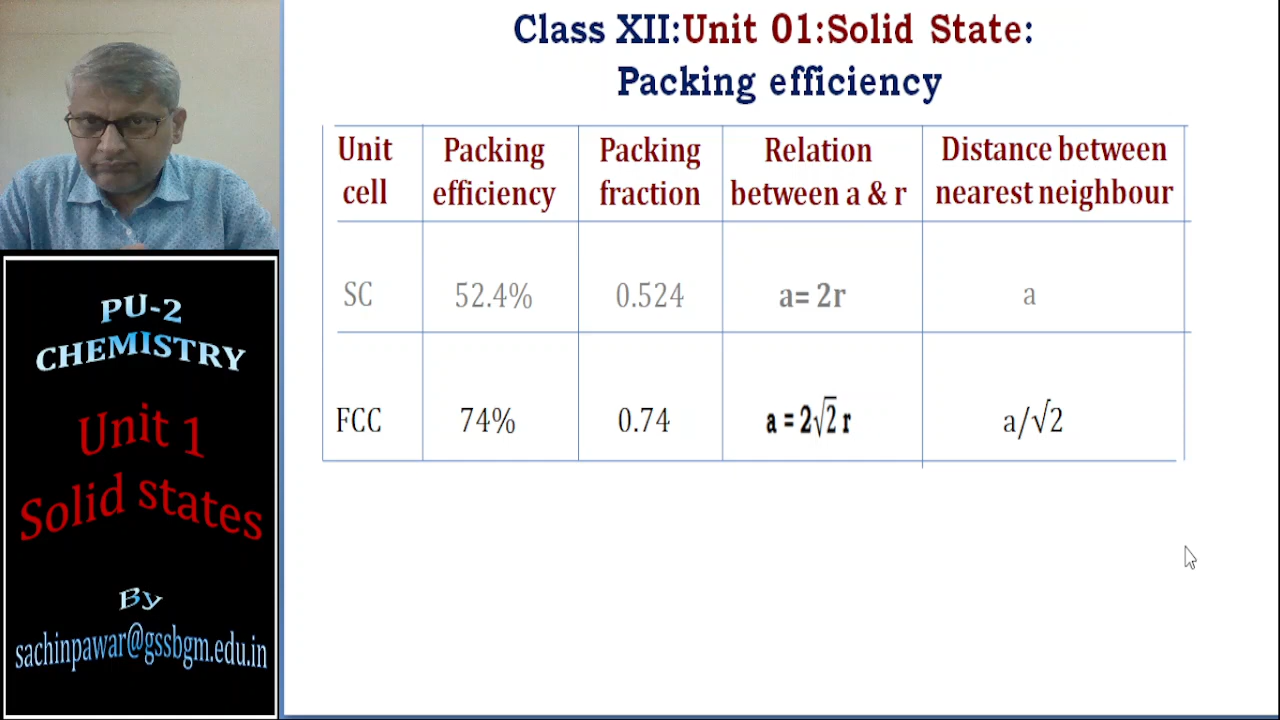 Class XII:Unit 01:Solid State:
Packing efficiency
Unit cell
Packing efficiency
Packing fraction
Relation between a & r
Distance between nearest neighbour
SC
52.4%
0.524
a= 2r
a
FCC
74%
0.74
a = 2√2 r
a/√2
PU-2
CHEMISTRY
Unit 1
Solid states
By
sachinpawar@gssbgm.edu.in